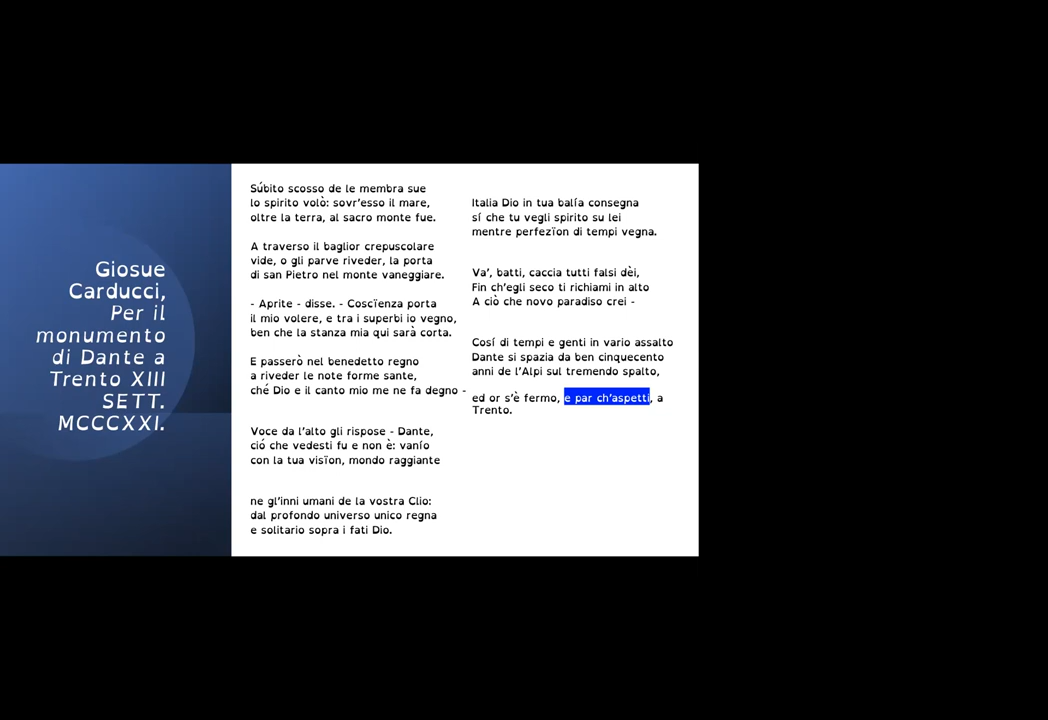 Giosue
Carducci,
Per il
monumento
di Dante a
Trento XIII
SETT.
MCCCXXI.
Súbito scosso de le membra sue
lo spirito volò: sovr'esso il mare,
oltre la terra, al sacro monte fue.
A traverso il baglior crepuscolare
vide, o gli parve riveder, la porta
di san Pietro nel monte vaneggiare.
- Aprite - disse. - Coscïenza porta
il mio volere, e tra i superbi io vegno,
ben che la stanza mia qui sarà corta.
E passerò nel benedetto regno
a riveder le note forme sante,
ché Dio e il canto mio me ne fa degno -
Voce da l'alto gli rispose - Dante,
ció che vedesti fu e non è: vanío
con la tua visïon, mondo raggiante
ne gl'inni umani de la vostra Clio:
dal profondo universo unico regna
e solitario sopra i fati Dio.
Italia Dio in tua balía consegna
sí che tu vegli spirito su lei
mentre perfezïon di tempi vegna.
Va', batti, caccia tutti falsi dèi,
Fin ch'egli seco ti richiami in alto
A ciò che novo paradiso crei -
Cosí di tempi e genti in vario assalto
Dante si spazia da ben cinquecento
anni de l'Alpi sul tremendo spalto,
ed or s'è fermo, e par ch'aspetti, a
Trento.